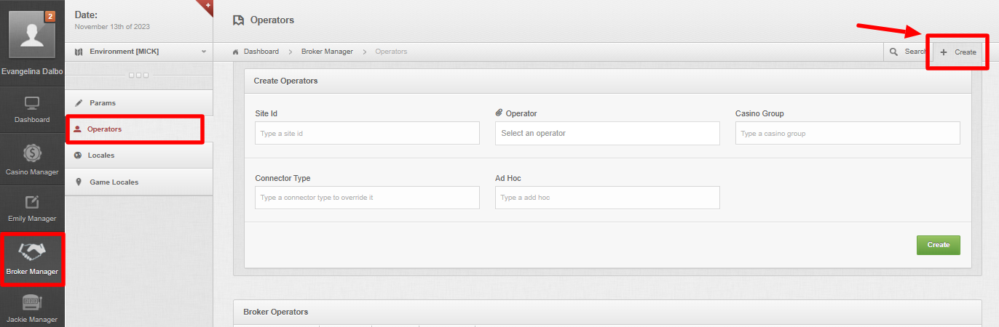 2
Evangelina Dalbo
Dashboard
Casino Manager
Emily Manager
Broker Manager
Jackie Manager
Date:
November 13th of 2023
Environment [MICK]
Params
Operators
Locales
Game Locales
Operators
Dashboard > Broker Manager > Operators
Search
+ Create
Create Operators
Site Id
Type a site id
Operator
Select an operator
Casino Group
Type a casino group
Connector Type
Type a connector type to override it
Ad Hoc
Type a add hoc
Create
Broker Operators